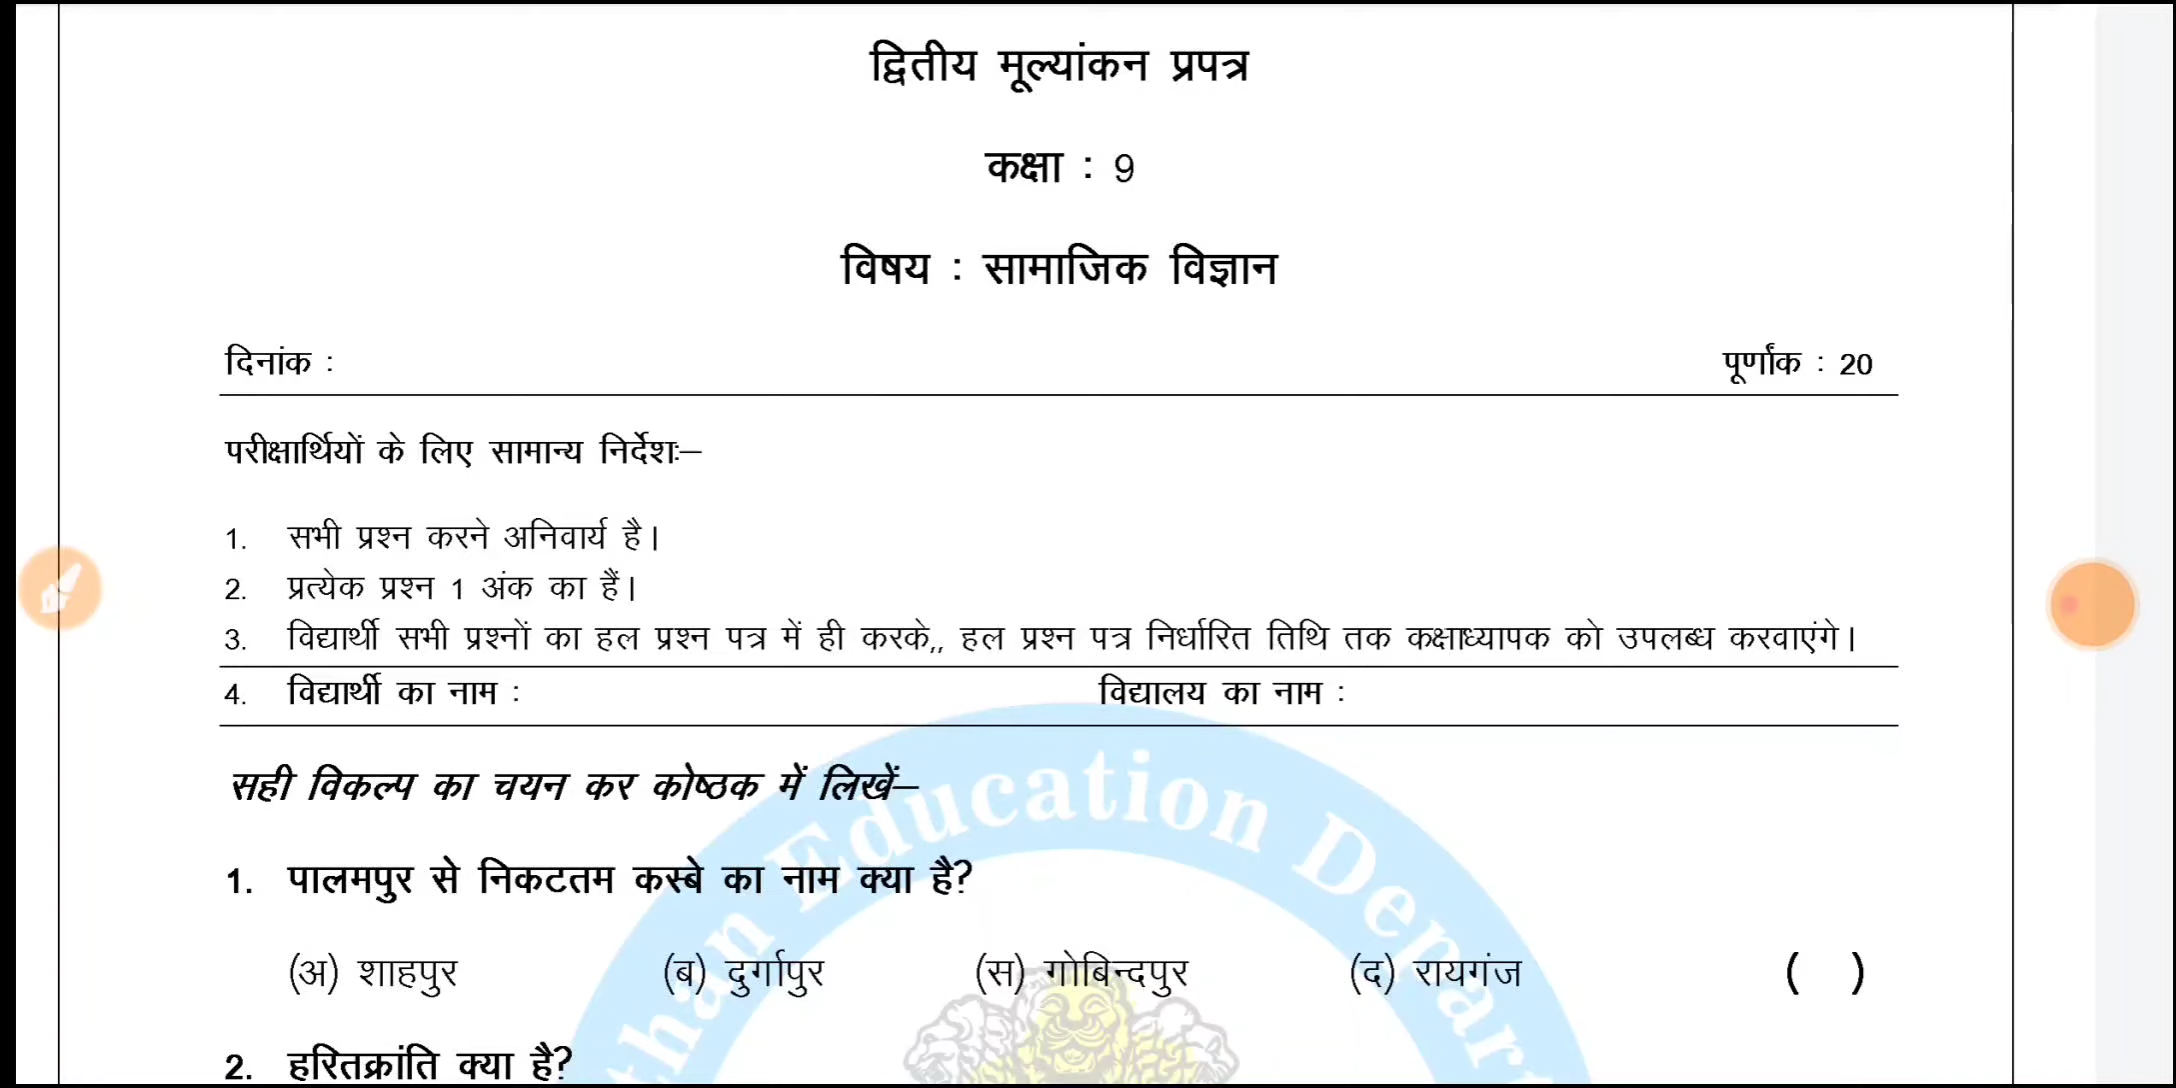 द्वितीय मूल्यांकन प्रपत्र
कक्षा : 9
विषय : सामाजिक विज्ञान
दिनांक : पूर्णांक : 20
परीक्षार्थियों के लिए सामान्य निर्देशः–
1. सभी प्रश्न करने अनिवार्य है।
2. प्रत्येक प्रश्न 1 अंक का हैं।
3. विद्यार्थी सभी प्रश्नों का हल प्रश्न पत्र में ही करके,, हल प्रश्न पत्र निर्धारित तिथि तक कक्षाध्यापक को उपलब्ध करवाएंगे।
4. विद्यार्थी का नाम : विद्यालय का नाम :
सही विकल्प का चयन कर कोष्ठक में लिखें–
1. पालमपुर से निकटतम कस्बे का नाम क्या है?
(अ) शाहपुर (ब) दुर्गापुर (स) गोबिन्दपुर (द) रायगंज ( )
2. हरितक्रांति क्या है?
Education